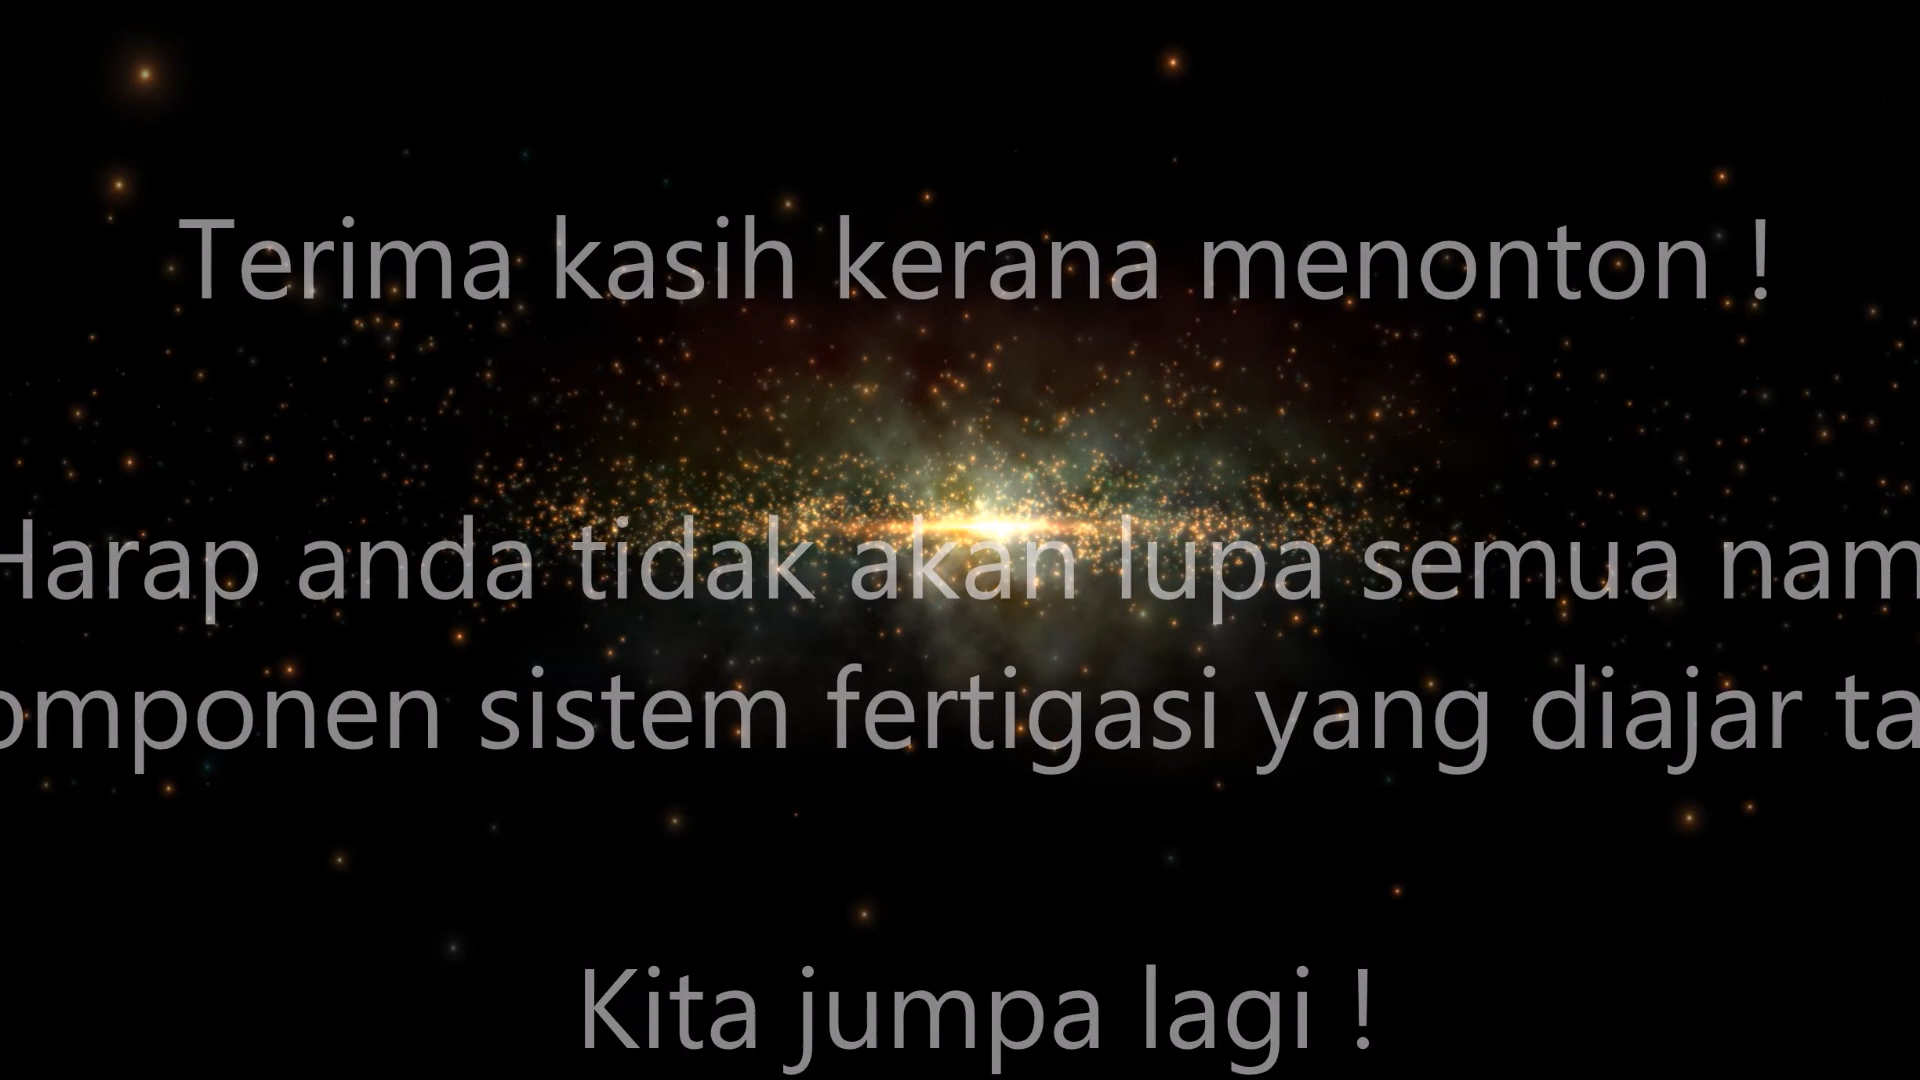 Terima kasih kerana menonton !
Harap anda tidak akan lupa semua nam
omponen sistem fertigasi yang diajar ta
Kita jumpa lagi !